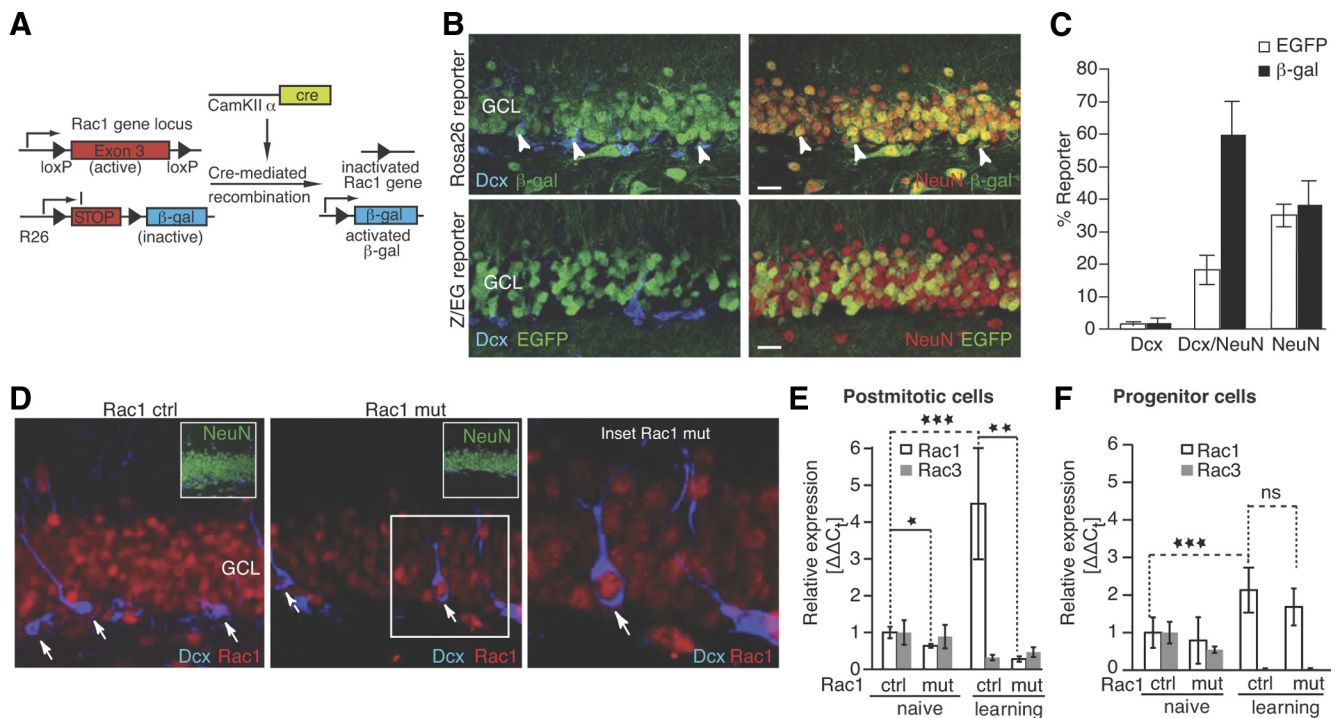 A
CamKII α
cre
Rac1 gene locus
Exon 3
loxP
(active)
loxP
Cre-mediated
recombination
inactivated
Rac1 gene
STOP
β-gal
R26
(inactive)
β-gal
activated
β-gal
B
Rosa26 reporter
GCL
Dcx β-gal
NeuN β-gal
Z/EG reporter
GCL
Dcx EGFP
NeuN EGFP
C
EGFP
β-gal
% Reporter
80
70
60
50
40
30
20
10
0
Dcx
Dcx/NeuN
NeuN
D
Rac1 ctrl
Rac1 mut
NeuN
NeuN
Inset Rac1 mut
GCL
Dcx Rac1
Dcx Rac1
Dcx Rac1
E
Postmitotic cells
Relative expression
[ΔΔCt]
6
5
4
3
2
1
0
Rac1
Rac3
Rac1
ctrl
mut
ctrl
mut
naive
learning
F
Progenitor cells
Relative expression
[ΔΔCt]
6
5
4
3
2
1
0
Rac1
Rac3
ns
Rac1
ctrl
mut
ctrl
mut
naive
learning